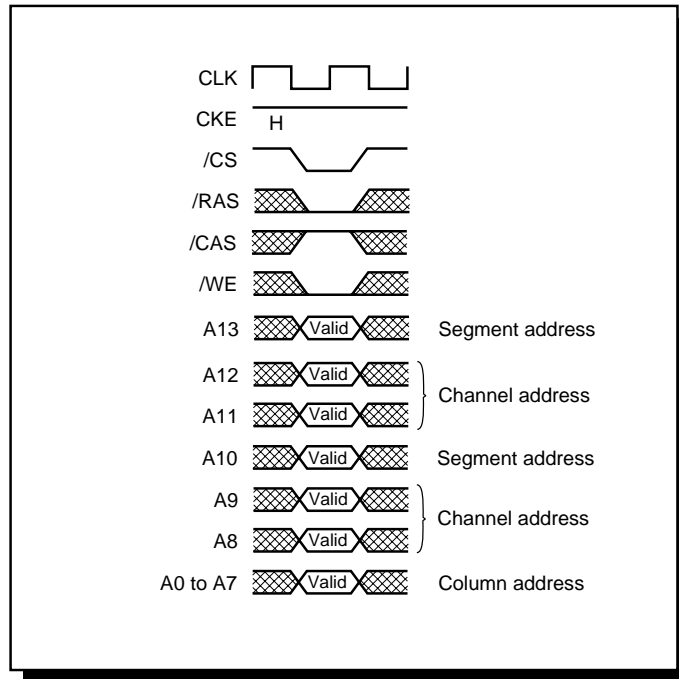 CLK
CKE H
/CS
/RAS
/CAS
/WE
A13 Valid Segment address
A12 Valid
Channel address
A11 Valid
A10 Valid Segment address
A9 Valid
Channel address
A8 Valid
A0 to A7 Valid Column address